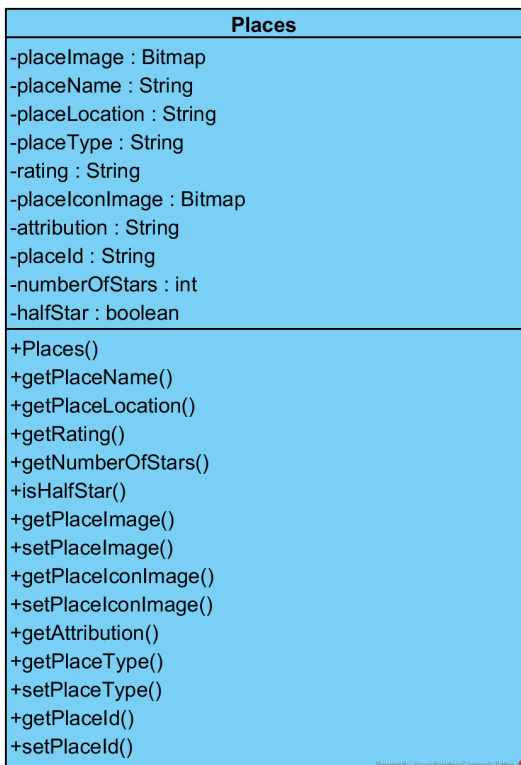 Places
-placeImage : Bitmap
-placeName : String
-placeLocation : String
-placeType : String
-rating : String
-placeIconImage : Bitmap
-attribution : String
-placeId : String
-numberOfStars : int
-halfStar : boolean
+Places()
+getPlaceName()
+getPlaceLocation()
+getRating()
+getNumberOfStars()
+isHalfStar()
+getPlaceImage()
+setPlaceImage()
+getPlaceIconImage()
+setPlaceIconImage()
+getAttribution()
+getPlaceType()
+setPlaceType()
+getPlaceId()
+setPlaceId()